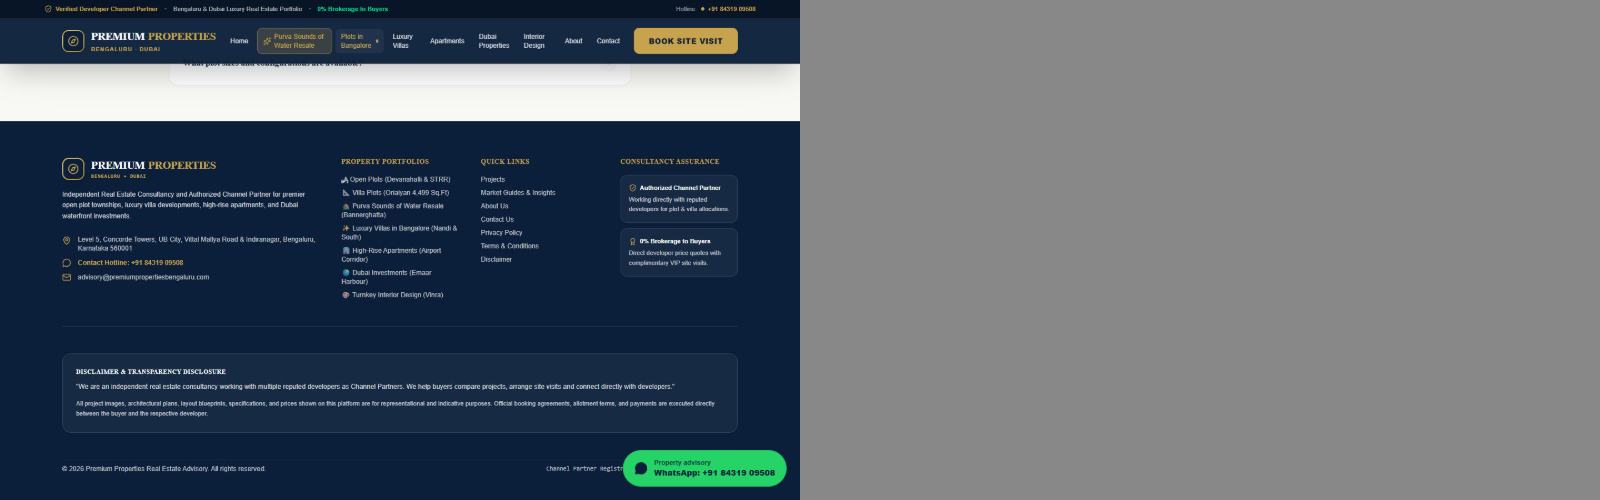 Verified Developer Channel Partner • Bengaluru & Dubai Luxury Real Estate Portfolio • 0% Brokerage to Buyers
Hotline: +91 84319 09508
PREMIUM PROPERTIES
BENGALURU · DUBAI
Home
Purva Sounds of
Water Resale
Plots in
Bangalore
Luxury
Villas
Apartments
Dubai
Properties
Interior
Design
About
Contact
BOOK SITE VISIT
What plot sizes and configurations are available?
PREMIUM PROPERTIES
BENGALURU • DUBAI
Independent Real Estate Consultancy and Authorized Channel Partner for premier
open plot townships, luxury villa developments, high-rise apartments, and Dubai
waterfront investments.
Level 5, Concorde Towers, UB City, Vittal Mallya Road & Indiranagar, Bengaluru,
Karnataka 560001
Contact Hotline: +91 84319 09508
advisory@premiumpropertiesbengaluru.com
PROPERTY PORTFOLIOS
Open Plots (Devanahalli & STRR)
Villa Plots (Oriaiyan 4,499 Sq.Ft)
Purva Sounds of Water Resale
(Bannerghatta)
Luxury Villas in Bangalore (Nandi &
South)
High-Rise Apartments (Airport
Corridor)
Dubai Investments (Emaar
Harbour)
Turnkey Interior Design (Vinra)
QUICK LINKS
Projects
Market Guides & Insights
About Us
Contact Us
Privacy Policy
Terms & Conditions
Disclaimer
CONSULTANCY ASSURANCE
Authorized Channel Partner
Working directly with reputed
developers for plot & villa allocations.
0% Brokerage to Buyers
Direct developer price quotes with
complimentary VIP site visits.
DISCLAIMER & TRANSPARENCY DISCLOSURE
"We are an independent real estate consultancy working with multiple reputed developers as Channel Partners. We help buyers compare projects, arrange site visits and connect directly with developers."
All project images, architectural plans, layout blueprints, specifications, and prices shown on this platform are for representational and indicative purposes. Official booking agreements, allotment terms, and payments are executed directly
between the buyer and the respective developer.
© 2026 Premium Properties Real Estate Advisory. All rights reserved.
Channel Partner Registr
Property advisory
WhatsApp: +91 84319 09508